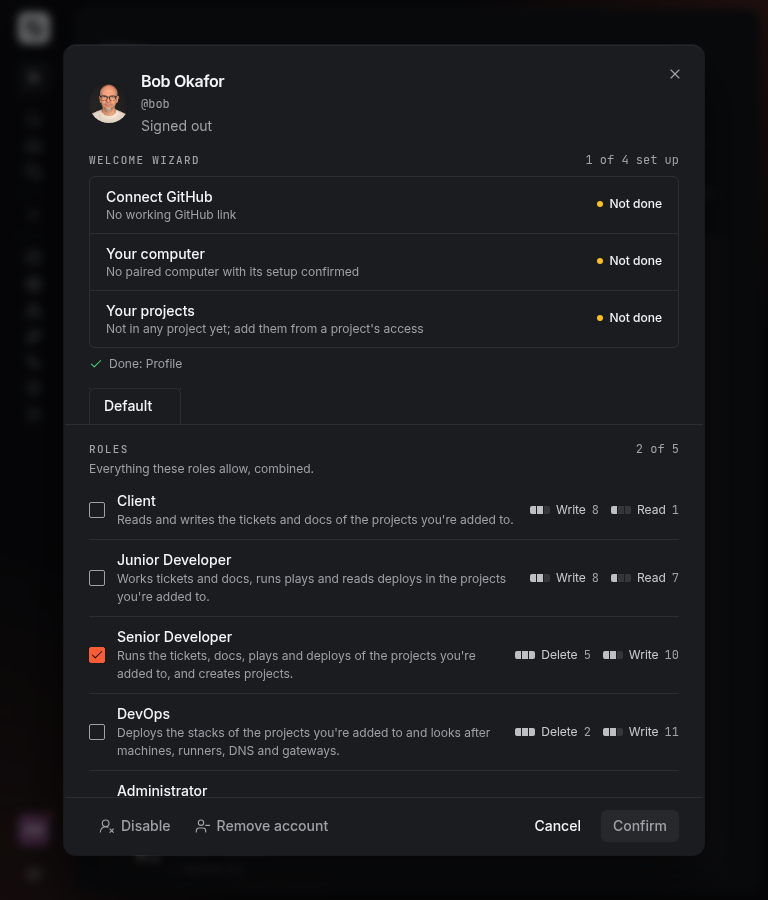 Bob Okafor
@bob
Signed out
WELCOME WIZARD 1 of 4 set up
Connect GitHub
No working GitHub link
Not done
Your computer
No paired computer with its setup confirmed
Not done
Your projects
Not in any project yet; add them from a project's access
Not done
Done: Profile
Default
ROLES 2 of 5
Everything these roles allow, combined.
Client
Reads and writes the tickets and docs of the projects you're added to.
Write 8 Read 1
Junior Developer
Works tickets and docs, runs plays and reads deploys in the projects
you're added to.
Write 8 Read 7
Senior Developer
Runs the tickets, docs, plays and deploys of the projects you're
added to, and creates projects.
Delete 5 Write 10
DevOps
Deploys the stacks of the projects you're added to and looks after
machines, runners, DNS and gateways.
Delete 2 Write 11
Administrator
Disable Remove account Cancel Confirm